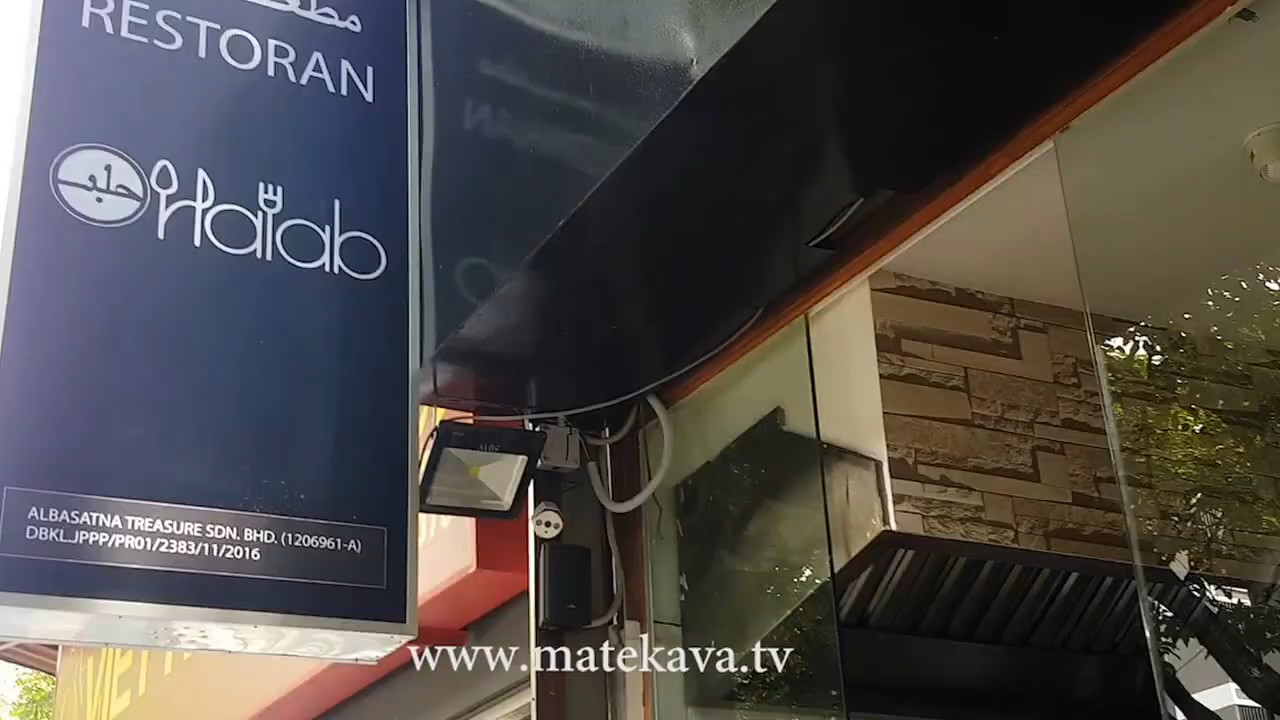 RESTORAN
حلب
Halab
ALBASATNA TREASURE SDN. BHD. (1206961-A)
DBKL.JPPP/PR01/2383/11/2016
www.matekava.tv